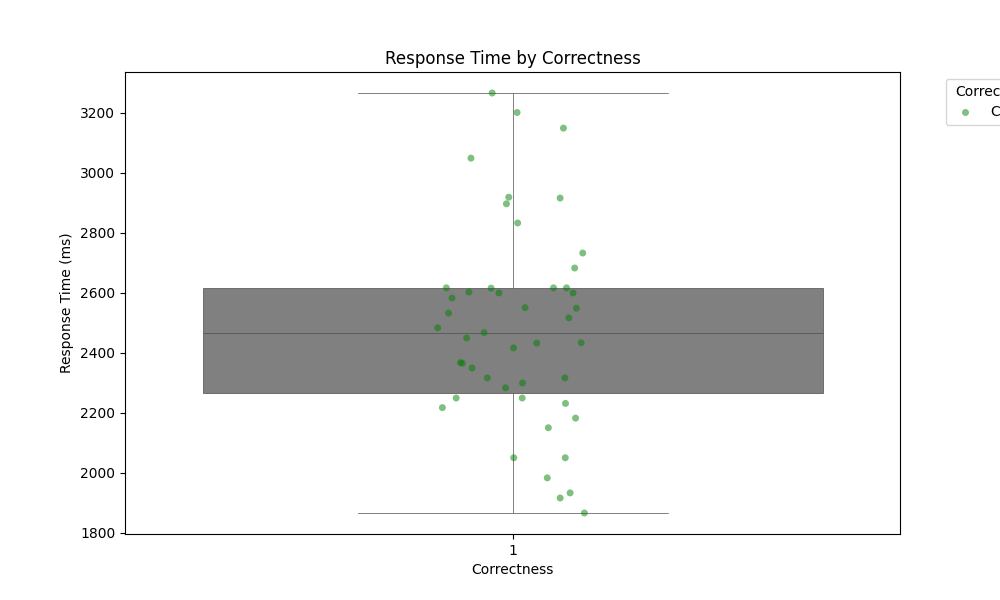 Response Time by Correctness
Correc
C
3200
3000
2800
2600
2400
2200
2000
1800
Response Time (ms)
1
Correctness